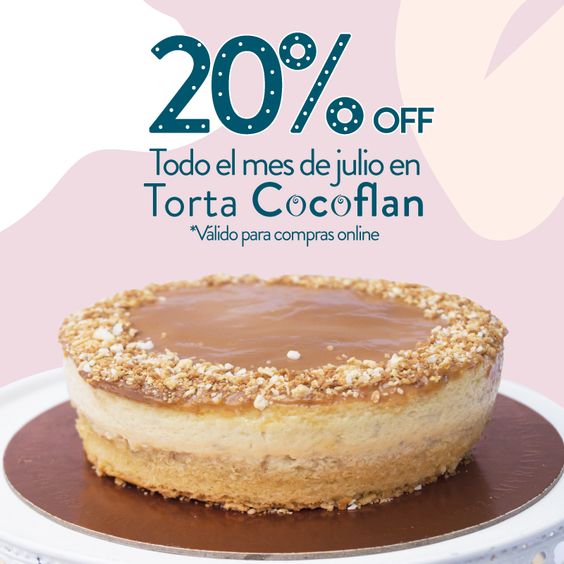 20% OFF
Todo el mes de julio en
Torta Cocoflan
*Válido para compras online